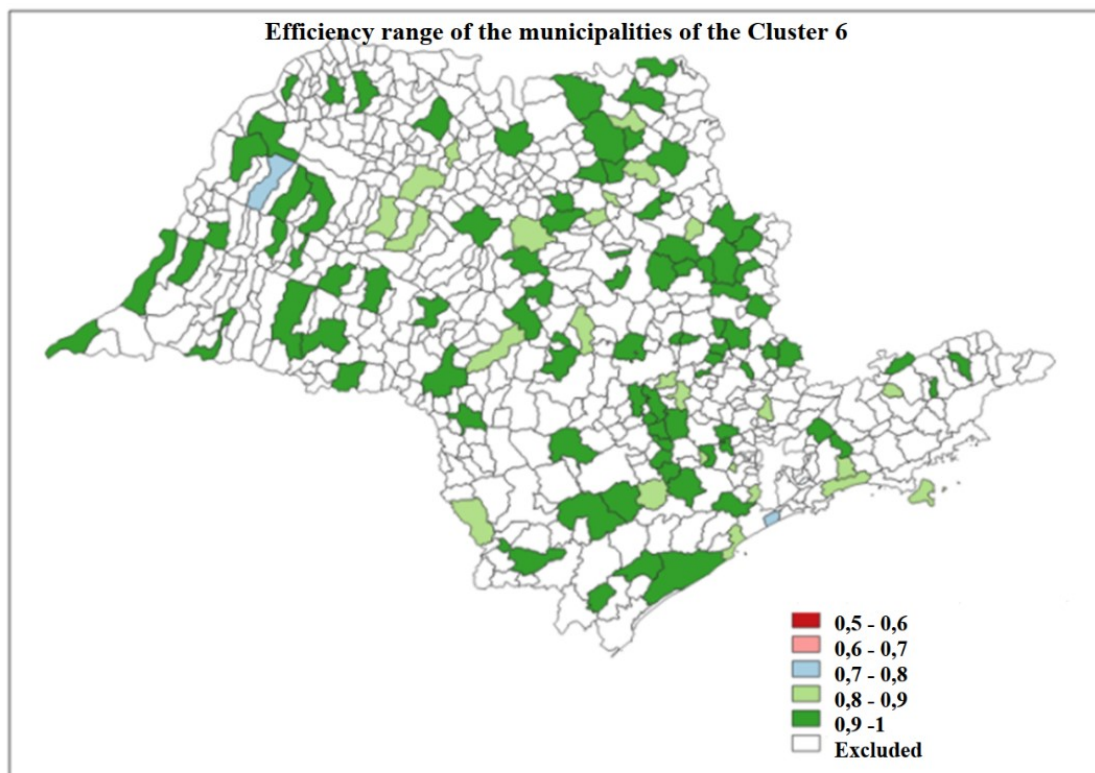 Efficiency range of the municipalities of the Cluster 6
0,5 - 0,6
0,6 - 0,7
0,7 - 0,8
0,8 - 0,9
0,9 -1
Excluded